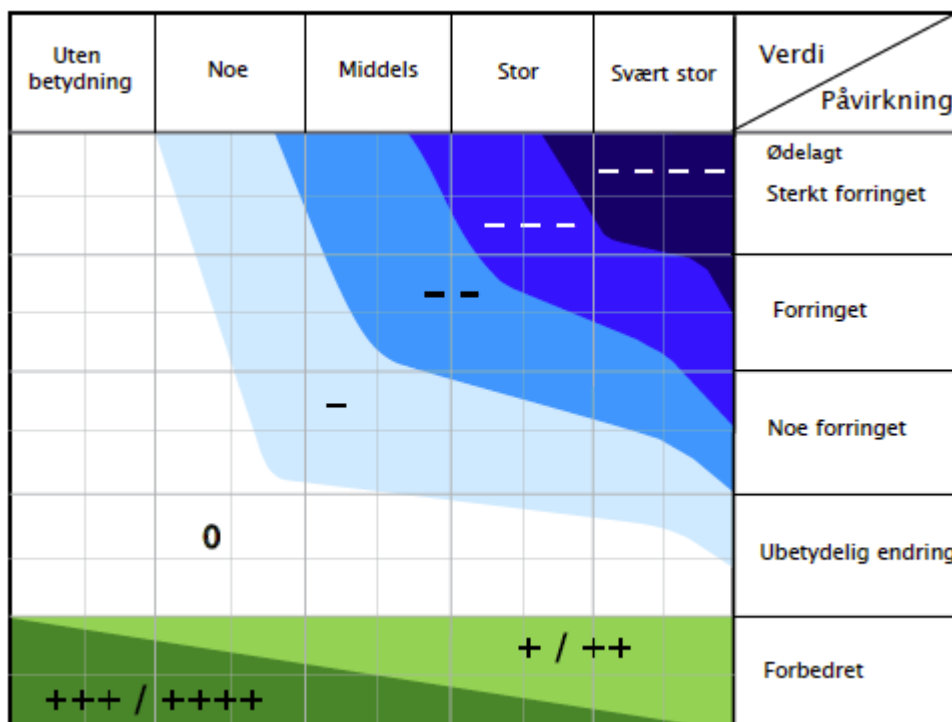 Uten
betydning
Noe
Middels
Stor
Svært stor
Verdi
Påvirkning
Ødelagt
Sterkt forringet
– – – –
– – –
Forringet
– –
Noe forringet
–
0
Ubetydelig endring
+ / ++
Forbedret
+++ / ++++